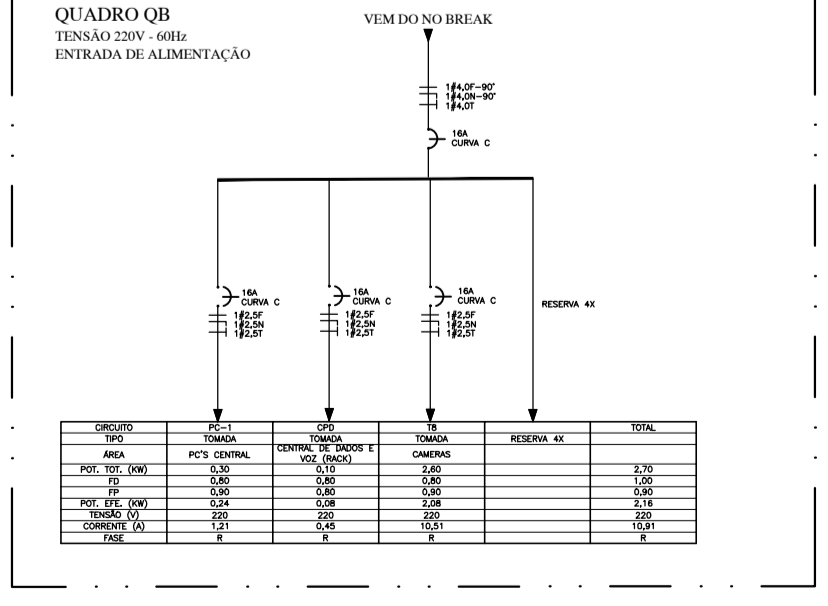 QUADRO QB
TENSÃO 220V - 60Hz
ENTRADA DE ALIMENTAÇÃO
VEM DO NO BREAK
1#4,0F-90°
1#4,0N-90°
1#4,0T
16A
CURVA C
16A
CURVA C
1#2,5F
1#2,5N
1#2,5T
16A
CURVA C
1#2,5F
1#2,5N
1#2,5T
16A
CURVA C
1#2,5F
1#2,5N
1#2,5T
RESERVA 4X
CIRCUITO PC-1 CPD T8 TOTAL
TIPO TOMADA TOMADA TOMADA RESERVA 4X
ÁREA PC'S CENTRAL CENTRAL DE DADOS E VOZ (RACK) CAMERAS
POT. TOT. (KW) 0,30 0,10 2,60 2,70
FD 0,80 0,80 0,80 1,00
FP 0,90 0,80 0,90 0,90
POT. EFE. (KW) 0,24 0,08 2,08 2,16
TENSÃO (V) 220 220 220 220
CORRENTE (A) 1,21 0,45 10,51 10,91
FASE R R R R